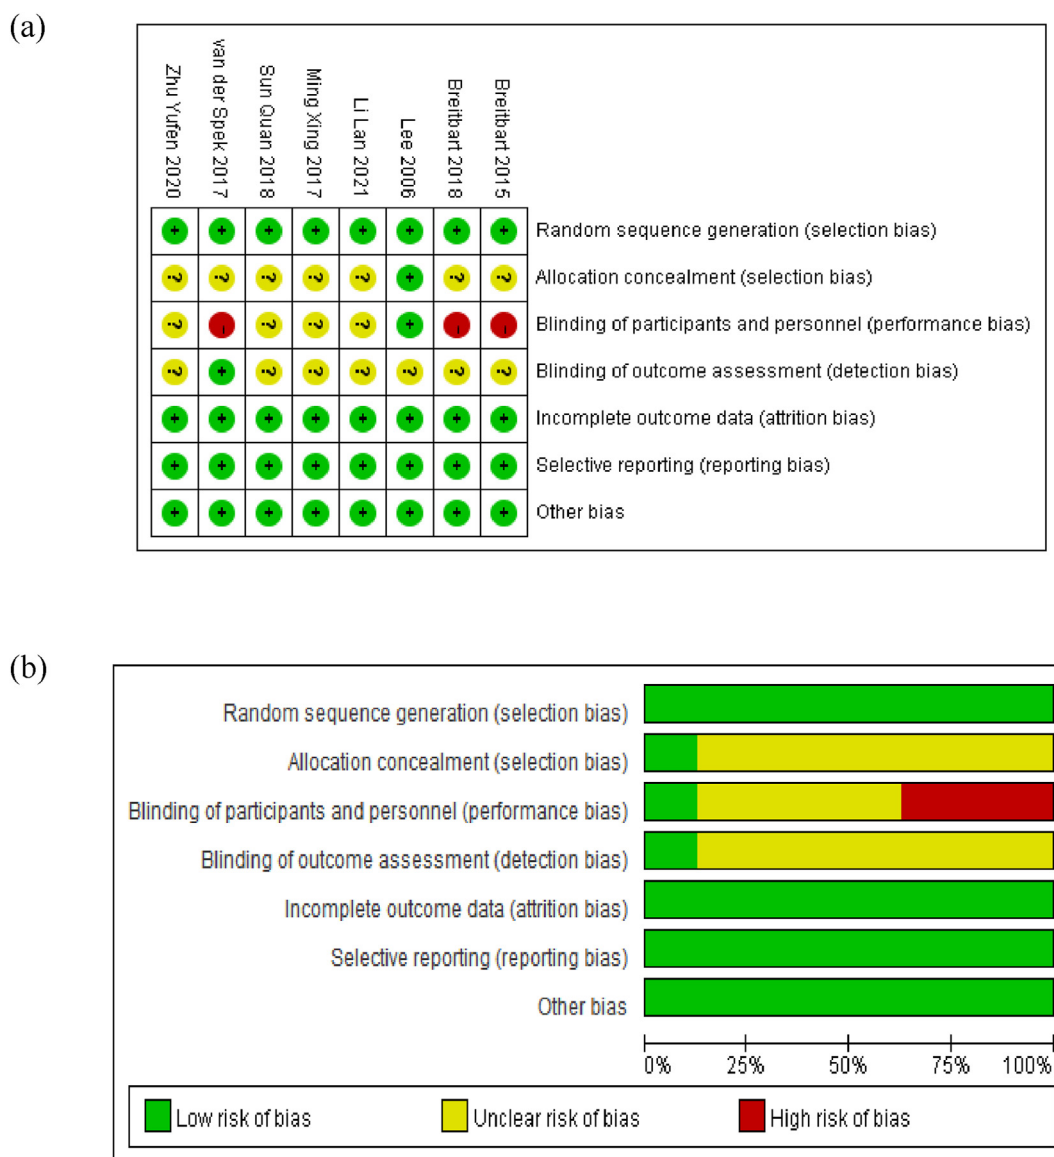 (a)
Zhu Yufen 2020
van der Spek 2017
Sun Quan 2018
Ming Xing 2017
Li Lan 2021
Lee 2006
Breitbart 2018
Breitbart 2015
+ + + + + + + + Random sequence generation (selection bias)
? ? ? ? ? + ? ? Allocation concealment (selection bias)
? - ? ? ? + - - Blinding of participants and personnel (performance bias)
? + ? ? ? ? ? ? Blinding of outcome assessment (detection bias)
+ + + + + + + + Incomplete outcome data (attrition bias)
+ + + + + + + + Selective reporting (reporting bias)
+ + + + + + + + Other bias
(b)
Random sequence generation (selection bias)
Allocation concealment (selection bias)
Blinding of participants and personnel (performance bias)
Blinding of outcome assessment (detection bias)
Incomplete outcome data (attrition bias)
Selective reporting (reporting bias)
Other bias
0% 25% 50% 75% 100%
Low risk of bias Unclear risk of bias High risk of bias